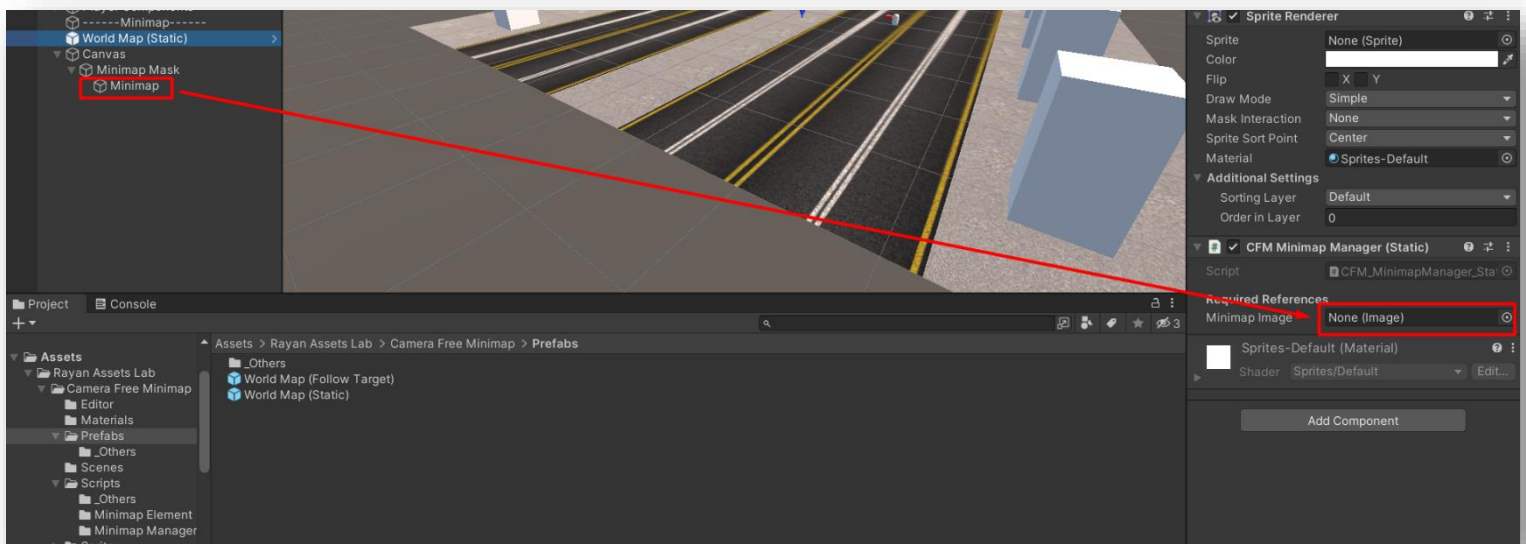 ------Minimap------
World Map (Static)
Canvas
Minimap Mask
Minimap
Sprite Renderer
Sprite None (Sprite)
Color
Flip X Y
Draw Mode Simple
Mask Interaction None
Sprite Sort Point Center
Material Sprites-Default
Additional Settings
Sorting Layer Default
Order in Layer 0
# CFM Minimap Manager (Static)
Script CFM_MinimapManager_Sta
Required References
Minimap Image None (Image)
Sprites-Default (Material)
Shader Sprites/Default Edit...
Add Component
Project Console
3
Assets > Rayan Assets Lab > Camera Free Minimap > Prefabs
_Others
World Map (Follow Target)
World Map (Static)
Assets
Rayan Assets Lab
Camera Free Minimap
Editor
Materials
Prefabs
_Others
Scenes
Scripts
_Others
Minimap Element
Minimap Manager